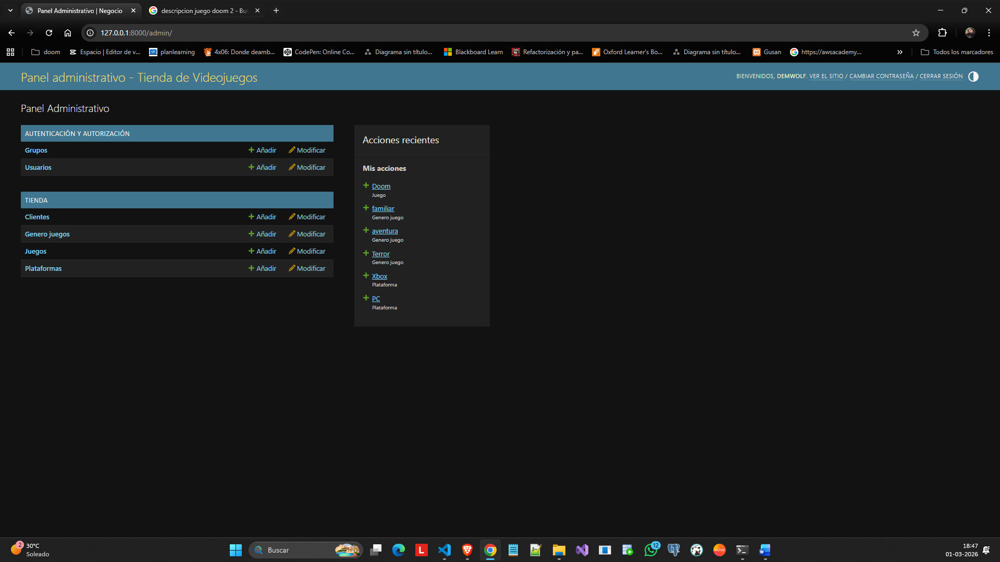 Panel Administrativo | Negocio
descripcion juego doom 2 - Bus
127.0.0.1:8000/admin/
doom
Espacio | Editor de v...
planlearning
4x06: Donde deamb...
CodePen: Online Co...
Diagrama sin título...
Blackboard Learn
Refactorización y pa...
Oxford Learner's Bo...
Diagrama sin título...
Gusan
https://awsacademy...
Todos los marcadores
Panel administrativo - Tienda de Videojuegos
BIENVENIDOS, DEMWOLF. VER EL SITIO / CAMBIAR CONTRASEÑA / CERRAR SESIÓN
Panel Administrativo
AUTENTICACIÓN Y AUTORIZACIÓN
Grupos Añadir Modificar
Usuarios Añadir Modificar
TIENDA
Clientes Añadir Modificar
Genero juegos Añadir Modificar
Juegos Añadir Modificar
Plataformas Añadir Modificar
Acciones recientes
Mis acciones
Doom
Juego
familiar
Genero juego
aventura
Genero juego
Terror
Genero juego
Xbox
Plataforma
PC
Plataforma
2
30°C
Soleado
Buscar
L
12
18:47
01-03-2026